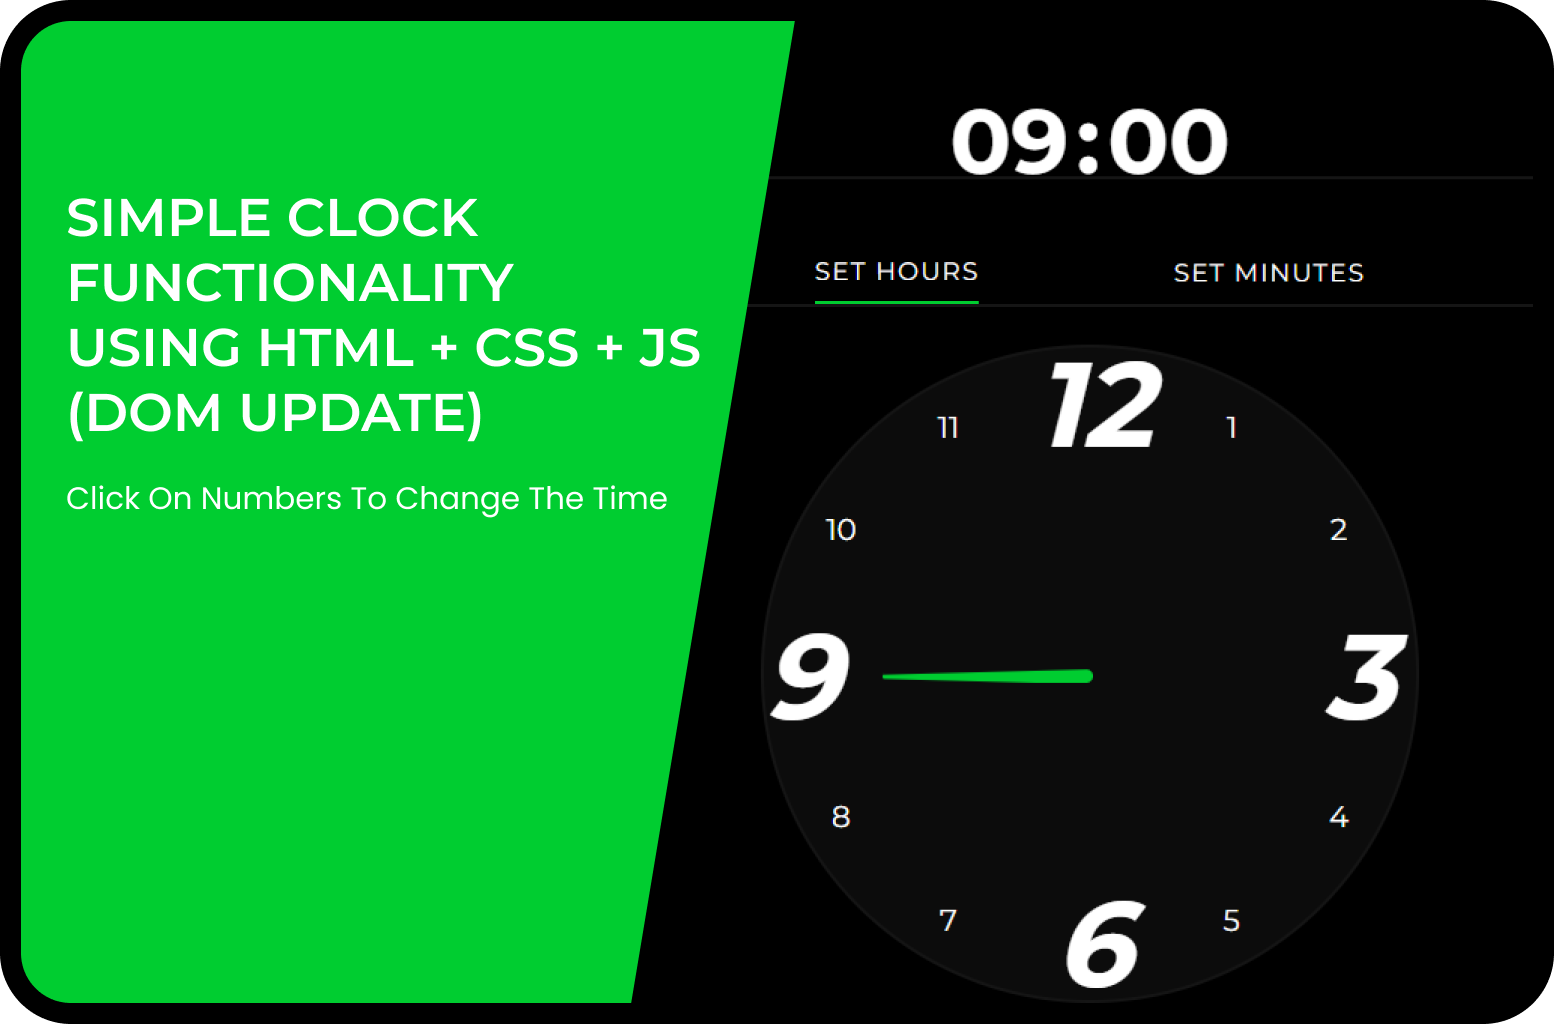 SIMPLE CLOCK
FUNCTIONALITY
USING HTML + CSS + JS
(DOM UPDATE)
Click On Numbers To Change The Time
09:00
SET HOURS
SET MINUTES
12
11
1
10
2
9
3
8
4
7
5
6